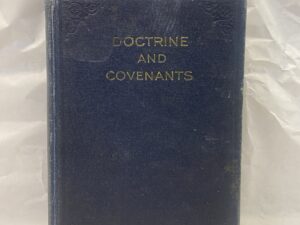 DOCTRINE
AND
COVENANTS